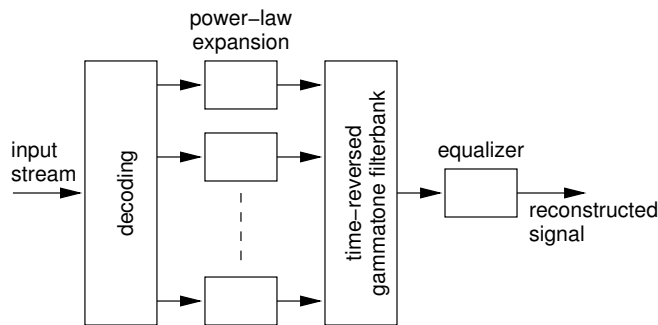 power-law
expansion
input
stream
decoding
time-reversed
gammatone filterbank
equalizer
reconstructed
signal